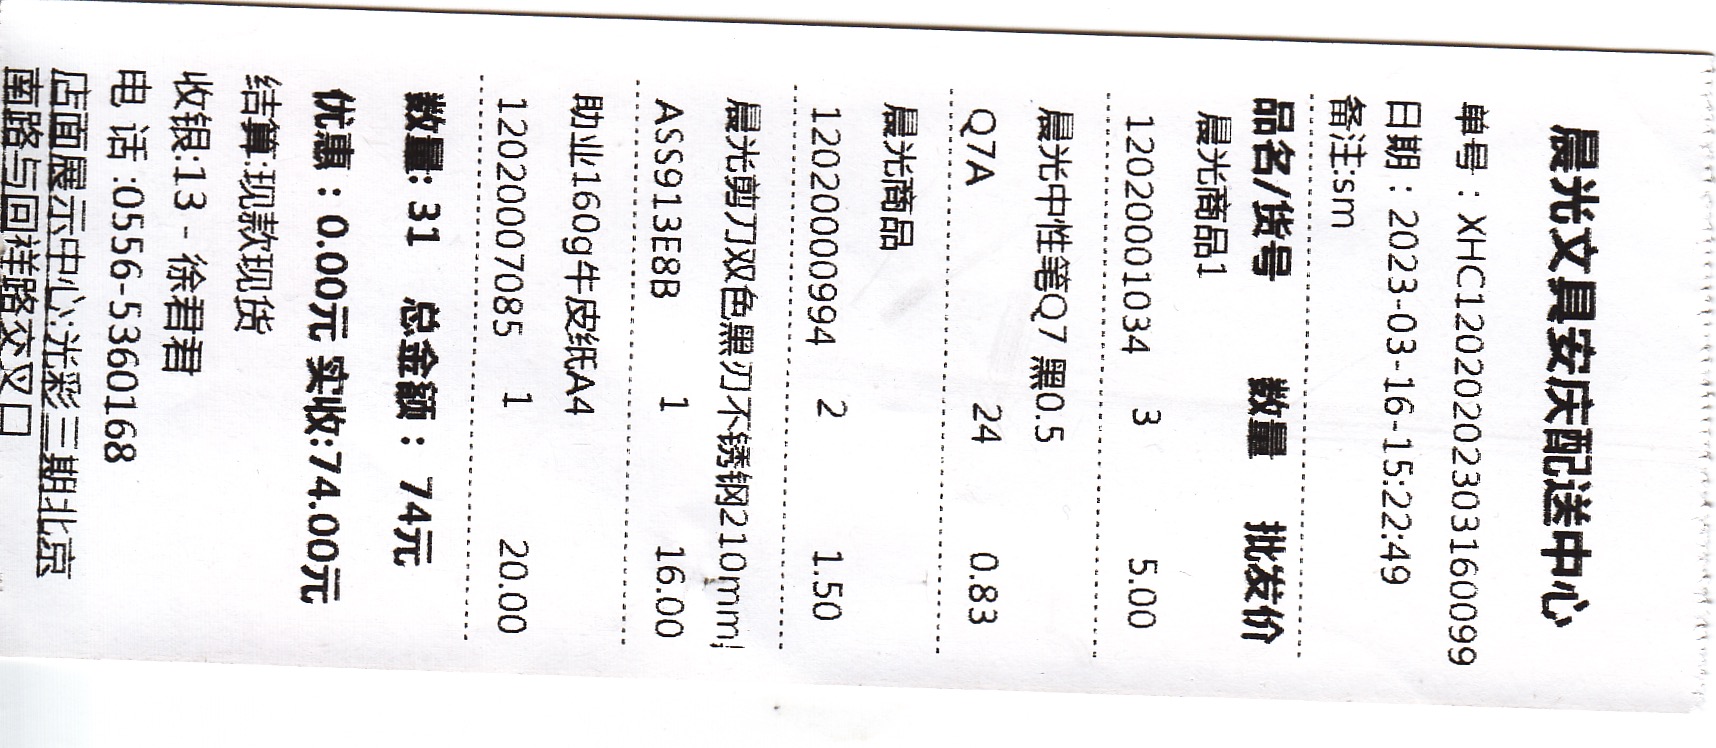 晨光文具安庆配送中心
单号：XHC12020202303160099
日期：2023-03-16-15:22:49
备注:sm
品名/货号 数量 批发价
晨光商品1
12020001034 3 5.00
晨光中性笔Q7 黑0.5
Q7A 24 0.83
晨光商品
12020000994 2 1.50
晨光剪刀双色黑刃不锈钢210mm
ASS913E8B 1 16.00
助业160g牛皮纸A4
12020007085 1 20.00
数量: 31 总金额： 74元
优惠：0.00元 实收:74.00元
结算:现款现货
收银:13 - 徐君君
电 话 :0556-5360168
店面展示中心:光彩三期北京
南路与回祥路交叉口